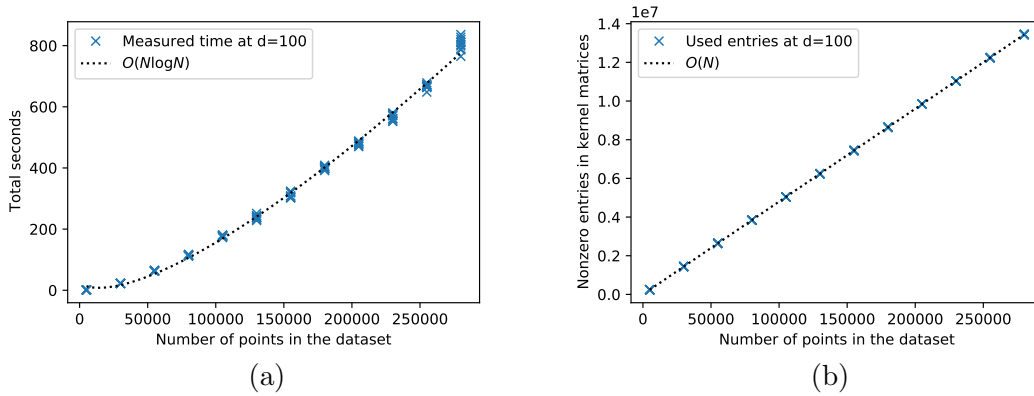 Measured time at d=100
O(NlogN)
Total seconds
800
600
400
200
0
0 50000 100000 150000 200000 250000
Number of points in the dataset
(a)
1e7
Used entries at d=100
O(N)
Nonzero entries in kernel matrices
1.4
1.2
1.0
0.8
0.6
0.4
0.2
0.0
0 50000 100000 150000 200000 250000
Number of points in the dataset
(b)